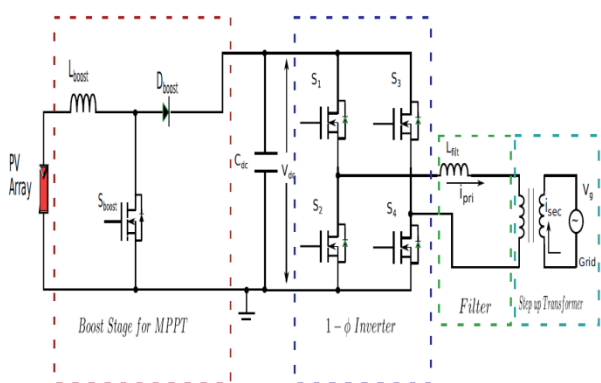 L_boost
D_boost
S_1
S_3
PV
Array
S_boost
C_dc
V_dc
L_filt
i_pri
S_2
S_4
i_sec
V_g
~
Grid
Boost Stage for MPPT
1 − ϕ Inverter
Filter
Step up Transformer